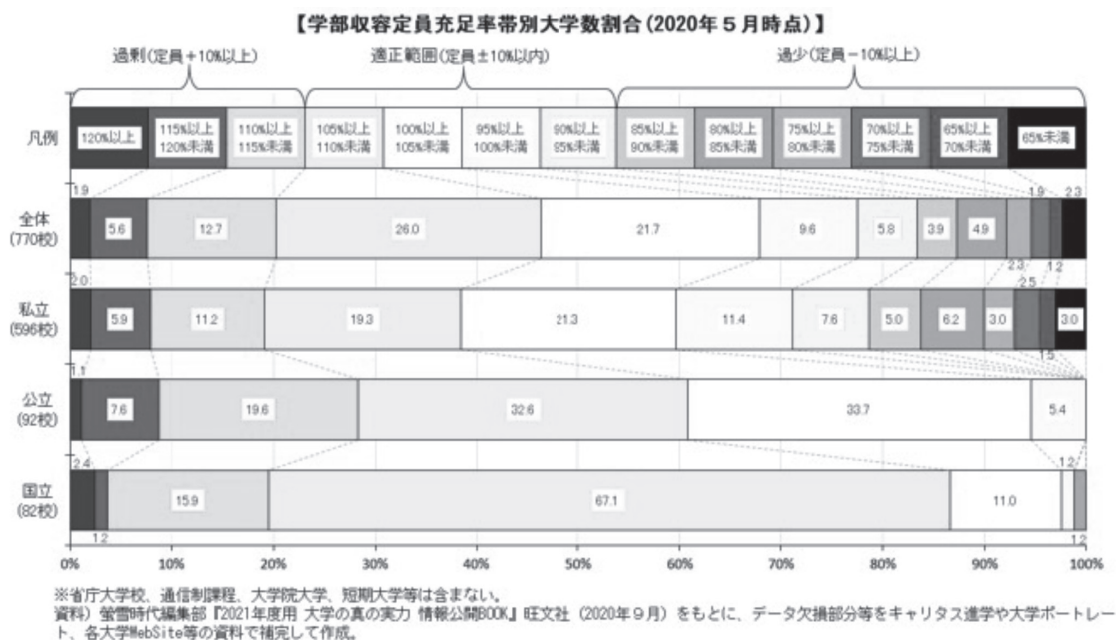 【学部収容定員充足率帯別大学数割合(2020年5月時点)】
過剰(定員+10%以上)
適正範囲(定員±10%以内)
過少(定員-10%以上)
凡例
120%以上
115%以上
120%未満
110%以上
115%未満
105%以上
110%未満
100%以上
105%未満
95%以上
100%未満
90%以上
95%未満
85%以上
90%未満
80%以上
85%未満
75%以上
80%未満
70%以上
75%未満
65%以上
70%未満
65%未満
全体
(770校)
1.9
5.6
12.7
26.0
21.7
9.6
5.8
3.9
4.9
2.3
1.9
1.2
2.3
私立
(596校)
2.0
5.9
11.2
19.3
21.3
11.4
7.6
5.0
6.2
3.0
2.5
1.5
3.0
公立
(92校)
1.1
7.6
19.6
32.6
33.7
5.4
国立
(82校)
2.4
1.2
15.9
67.1
11.0
1.2
1.2
0%
10%
20%
30%
40%
50%
60%
70%
80%
90%
100%
※省庁大学校、通信制課程、大学院大学、短期大学等は含まない。
資料)螢雪時代編集部『2021年度用 大学の真の実力 情報公開BOOK』旺文社(2020年9月)をもとに、データ欠損部分等をキャリタス進学や大学ポートレー
ト、各大学WebSite等の資料で補完して作成。